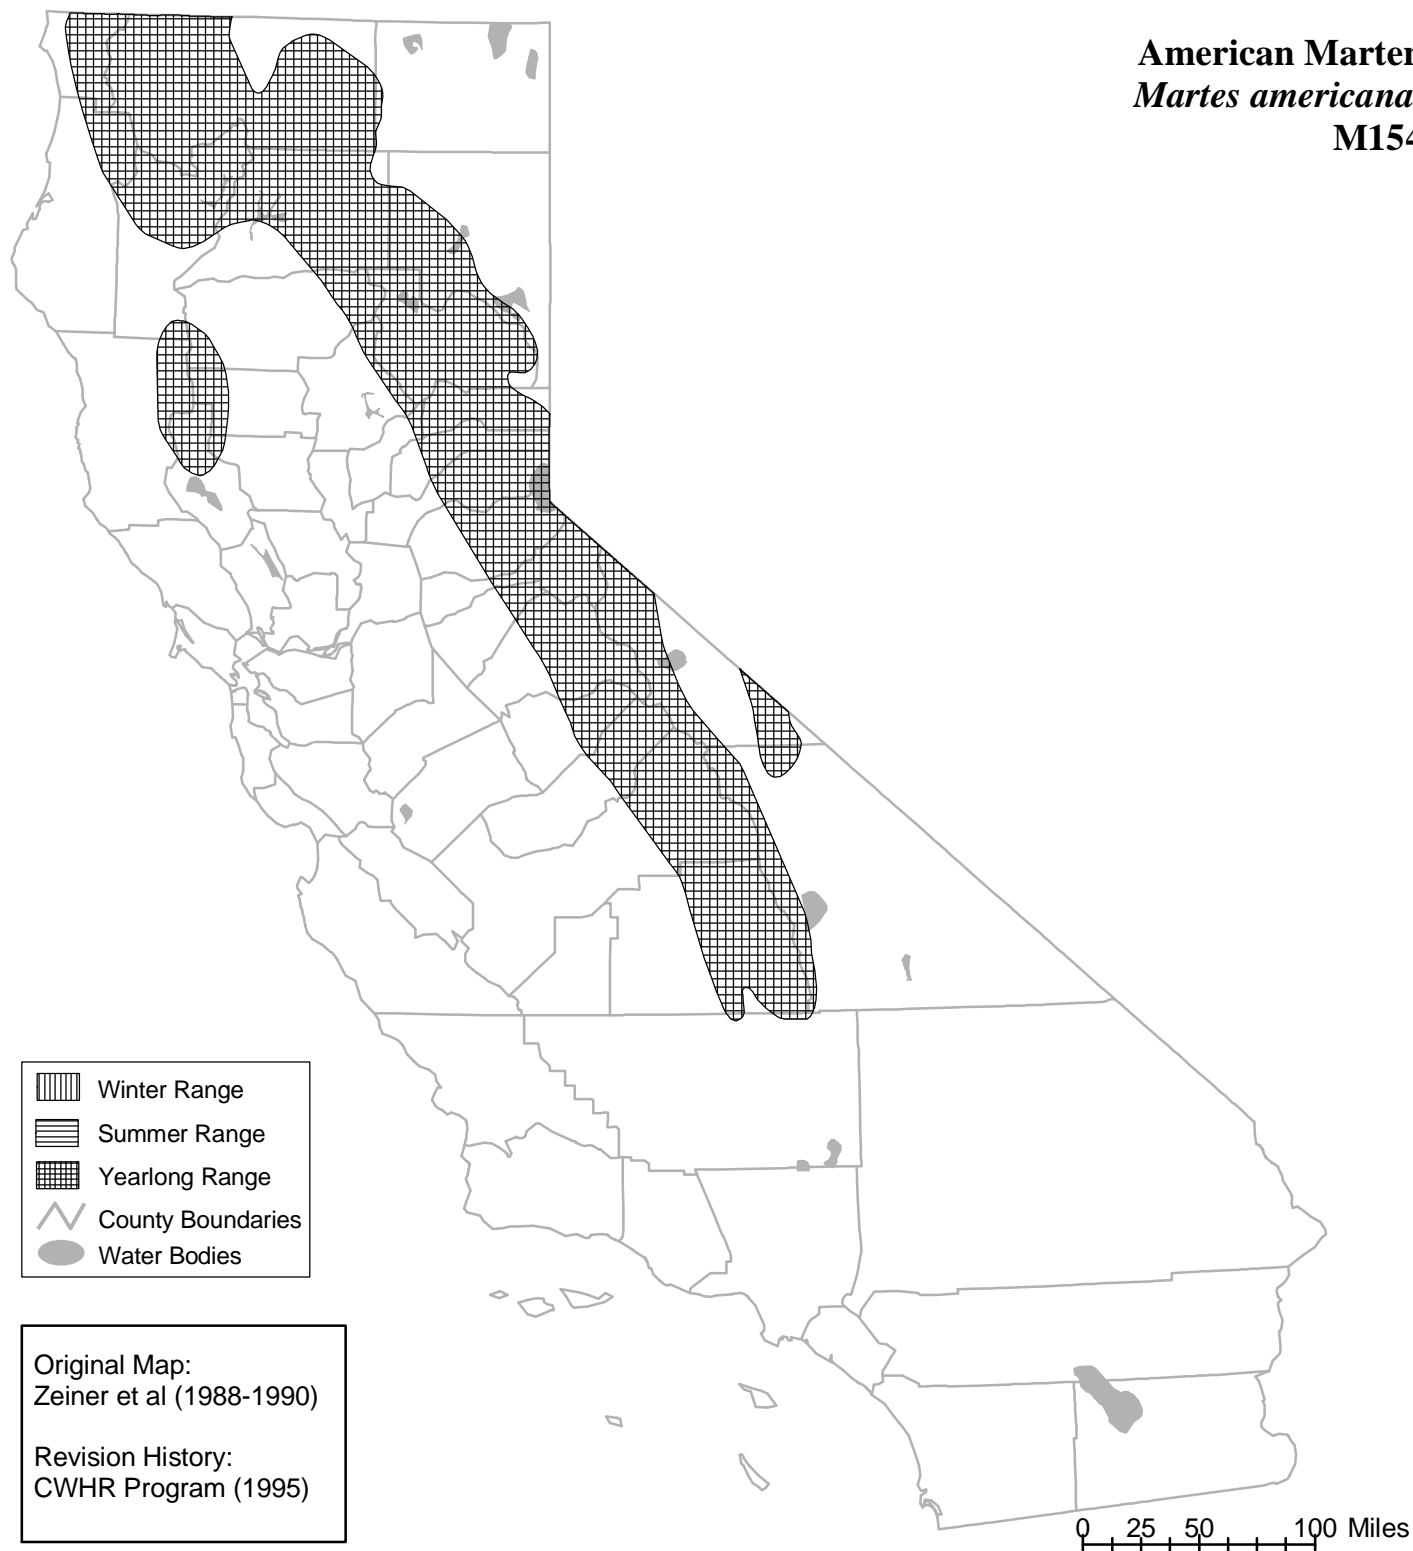 American Marten
Martes americana
M154
Winter Range
Summer Range
Yearlong Range
County Boundaries
Water Bodies
Original Map:
Zeiner et al (1988-1990)
Revision History:
CWHR Program (1995)
0 25 50 100 Miles